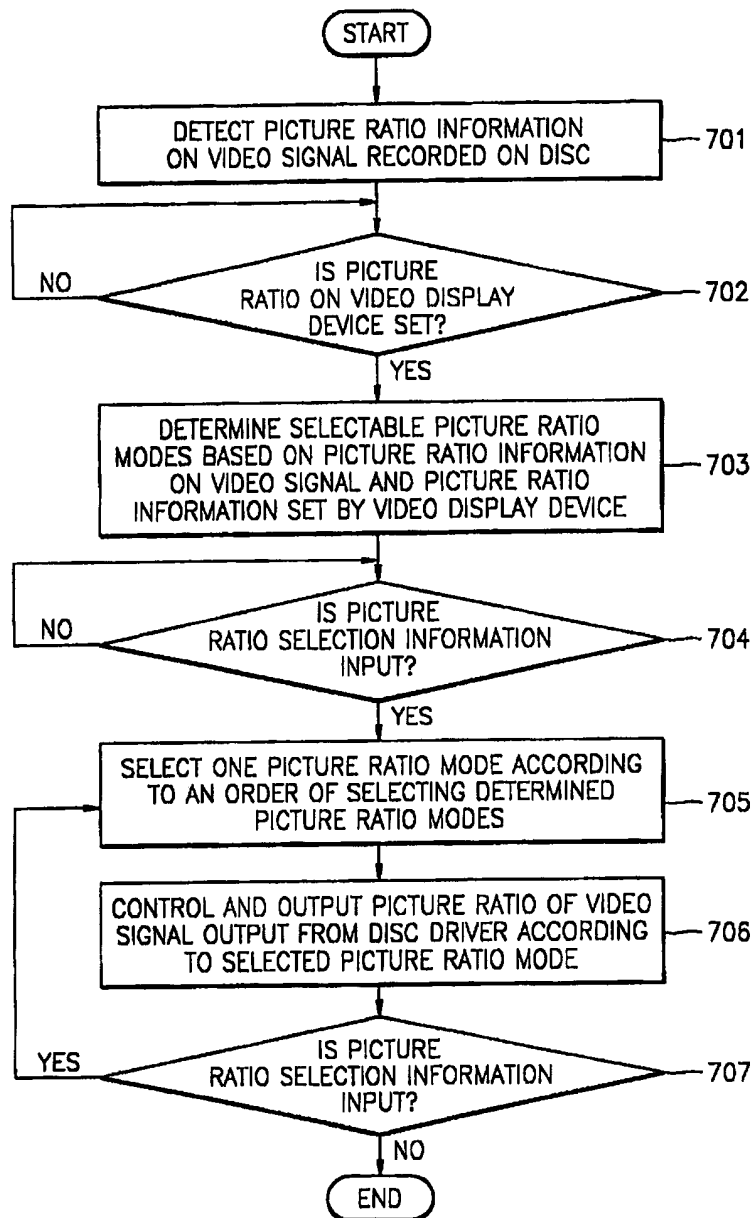 START
DETECT PICTURE RATIO INFORMATION
ON VIDEO SIGNAL RECORDED ON DISC
701
IS PICTURE
RATIO ON VIDEO DISPLAY
DEVICE SET?
702
NO
YES
DETERMINE SELECTABLE PICTURE RATIO
MODES BASED ON PICTURE RATIO INFORMATION
ON VIDEO SIGNAL AND PICTURE RATIO
INFORMATION SET BY VIDEO DISPLAY DEVICE
703
IS PICTURE
RATIO SELECTION INFORMATION
INPUT?
704
NO
YES
SELECT ONE PICTURE RATIO MODE ACCORDING
TO AN ORDER OF SELECTING DETERMINED
PICTURE RATIO MODES
705
CONTROL AND OUTPUT PICTURE RATIO OF VIDEO
SIGNAL OUTPUT FROM DISC DRIVER ACCORDING
TO SELECTED PICTURE RATIO MODE
706
IS PICTURE
RATIO SELECTION INFORMATION
INPUT?
707
YES
NO
END